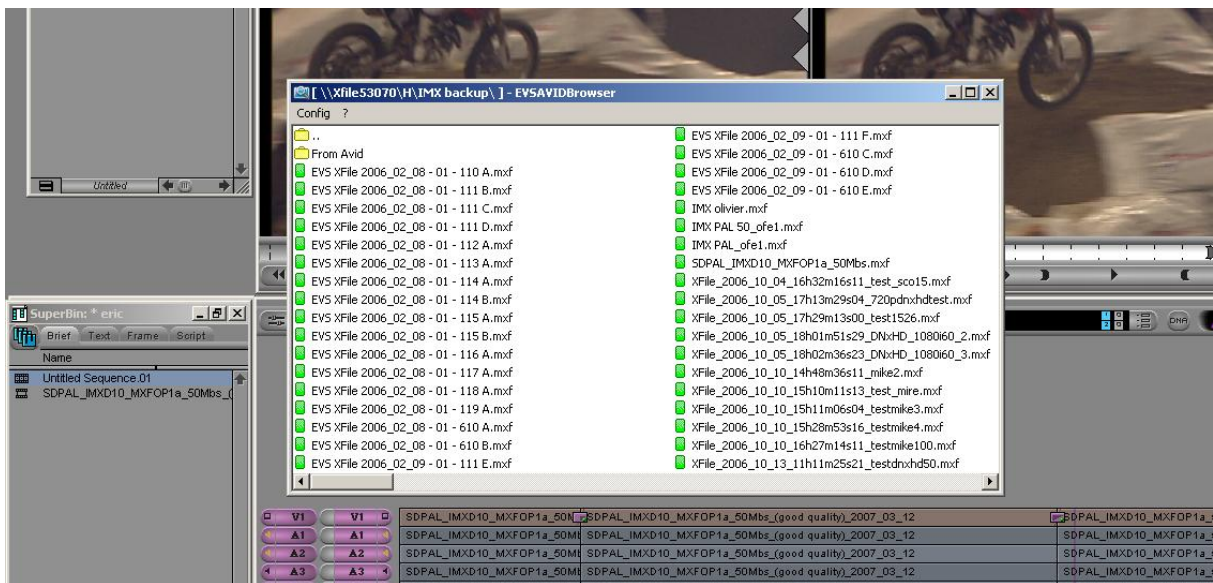 [ \\Xfile53070\H\IMX backup\ ] - EVSAVIDBrowser
Config ?
..
From Avid
EVS XFile 2006_02_08 - 01 - 110 A.mxf
EVS XFile 2006_02_08 - 01 - 111 B.mxf
EVS XFile 2006_02_08 - 01 - 111 C.mxf
EVS XFile 2006_02_08 - 01 - 111 D.mxf
EVS XFile 2006_02_08 - 01 - 112 A.mxf
EVS XFile 2006_02_08 - 01 - 113 A.mxf
EVS XFile 2006_02_08 - 01 - 114 A.mxf
EVS XFile 2006_02_08 - 01 - 114 B.mxf
EVS XFile 2006_02_08 - 01 - 115 A.mxf
EVS XFile 2006_02_08 - 01 - 115 B.mxf
EVS XFile 2006_02_08 - 01 - 116 A.mxf
EVS XFile 2006_02_08 - 01 - 117 A.mxf
EVS XFile 2006_02_08 - 01 - 118 A.mxf
EVS XFile 2006_02_08 - 01 - 119 A.mxf
EVS XFile 2006_02_08 - 01 - 610 A.mxf
EVS XFile 2006_02_08 - 01 - 610 B.mxf
EVS XFile 2006_02_09 - 01 - 111 E.mxf
EVS XFile 2006_02_09 - 01 - 111 F.mxf
EVS XFile 2006_02_09 - 01 - 610 C.mxf
EVS XFile 2006_02_09 - 01 - 610 D.mxf
EVS XFile 2006_02_09 - 01 - 610 E.mxf
IMX olivier.mxf
IMX PAL 50_ofe1.mxf
IMX PAL_ofe1.mxf
SDPAL_IMXD10_MXFOP1a_50Mbs.mxf
XFile_2006_10_04_16h32m16s11_test_sco15.mxf
XFile_2006_10_05_17h13m29s04_720pdnxhdtest.mxf
XFile_2006_10_05_17h29m13s00_test1526.mxf
XFile_2006_10_05_18h01m51s29_DNxHD_1080i60_2.mxf
XFile_2006_10_05_18h02m36s23_DNxHD_1080i60_3.mxf
XFile_2006_10_10_14h48m36s11_mike2.mxf
XFile_2006_10_10_15h10m11s13_test_mire.mxf
XFile_2006_10_10_15h11m06s04_testmike3.mxf
XFile_2006_10_10_15h28m53s16_testmike4.mxf
XFile_2006_10_10_16h27m14s11_testmike100.mxf
XFile_2006_10_13_11h11m25s21_testdnxhd50.mxf
Untitled
SuperBin: * eric
Brief Text Frame Script
Name
Untitled Sequence.01
SDPAL_IMXD10_MXFOP1a_50Mbs_(
DNA
V1 V1 SDPAL_IMXD10_MXFOP1a_50M SDPAL_IMXD10_MXFOP1a_50Mbs_(good quality)_2007_03_12 SDPAL_IMXD10_MXFOP1a_
A1 A1 SDPAL_IMXD10_MXFOP1a_50M SDPAL_IMXD10_MXFOP1a_50Mbs_(good quality)_2007_03_12 SDPAL_IMXD10_MXFOP1a_
A2 A2 SDPAL_IMXD10_MXFOP1a_50M SDPAL_IMXD10_MXFOP1a_50Mbs_(good quality)_2007_03_12 SDPAL_IMXD10_MXFOP1a_
A3 A3 SDPAL_IMXD10_MXFOP1a_50M SDPAL_IMXD10_MXFOP1a_50Mbs_(good quality)_2007_03_12 SDPAL_IMXD10_MXFOP1a_